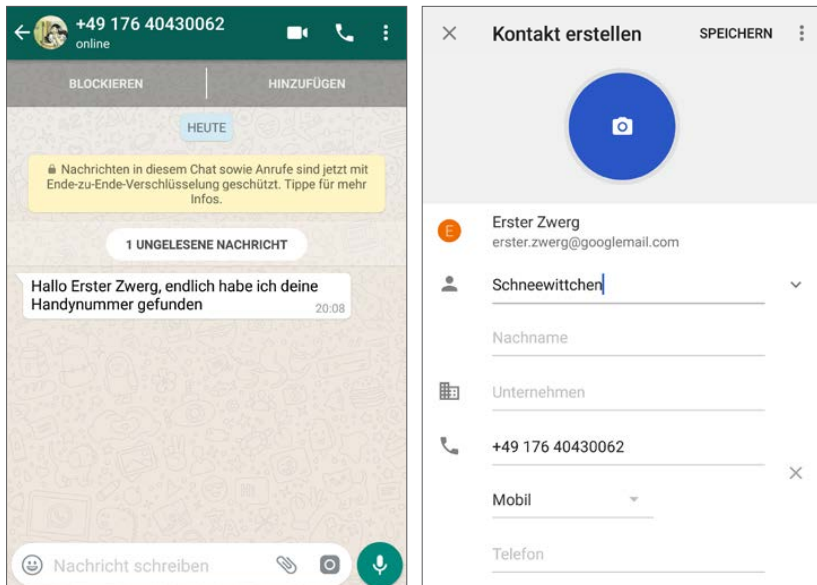 +49 176 40430062
online
BLOCKIEREN
HINZUFÜGEN
HEUTE
Nachrichten in diesem Chat sowie Anrufe sind jetzt mit
Ende-zu-Ende-Verschlüsselung geschützt. Tippe für mehr
Infos.
1 UNGELESENE NACHRICHT
Hallo Erster Zwerg, endlich habe ich deine
Handynummer gefunden
20:08
Nachricht schreiben
Kontakt erstellen
SPEICHERN
E
Erster Zwerg
erster.zwerg@googlemail.com
Schneewittchen
Nachname
Unternehmen
+49 176 40430062
Mobil
Telefon